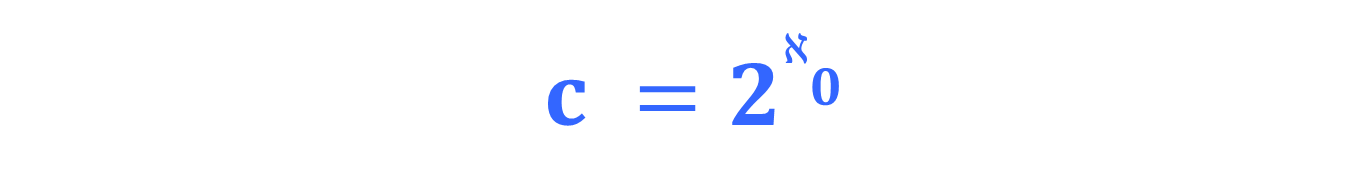 c = 2^ℵ0